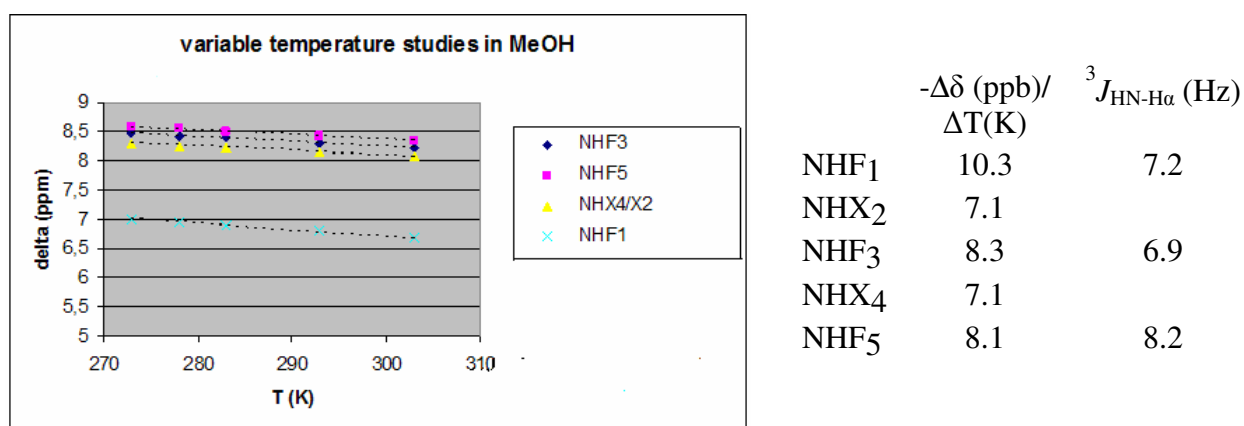 variable temperature studies in MeOH
delta (ppm)
9
8,5
8
7,5
7
6,5
6
5,5
5
270 280 290 300 310
T (K)
NHF3
NHF5
NHX4/X2
NHF1
-Δδ (ppb)/ ³J_HN-Hα (Hz)
ΔT(K)
NHF₁ 10.3 7.2
NHX₂ 7.1
NHF₃ 8.3 6.9
NHX₄ 7.1
NHF₅ 8.1 8.2